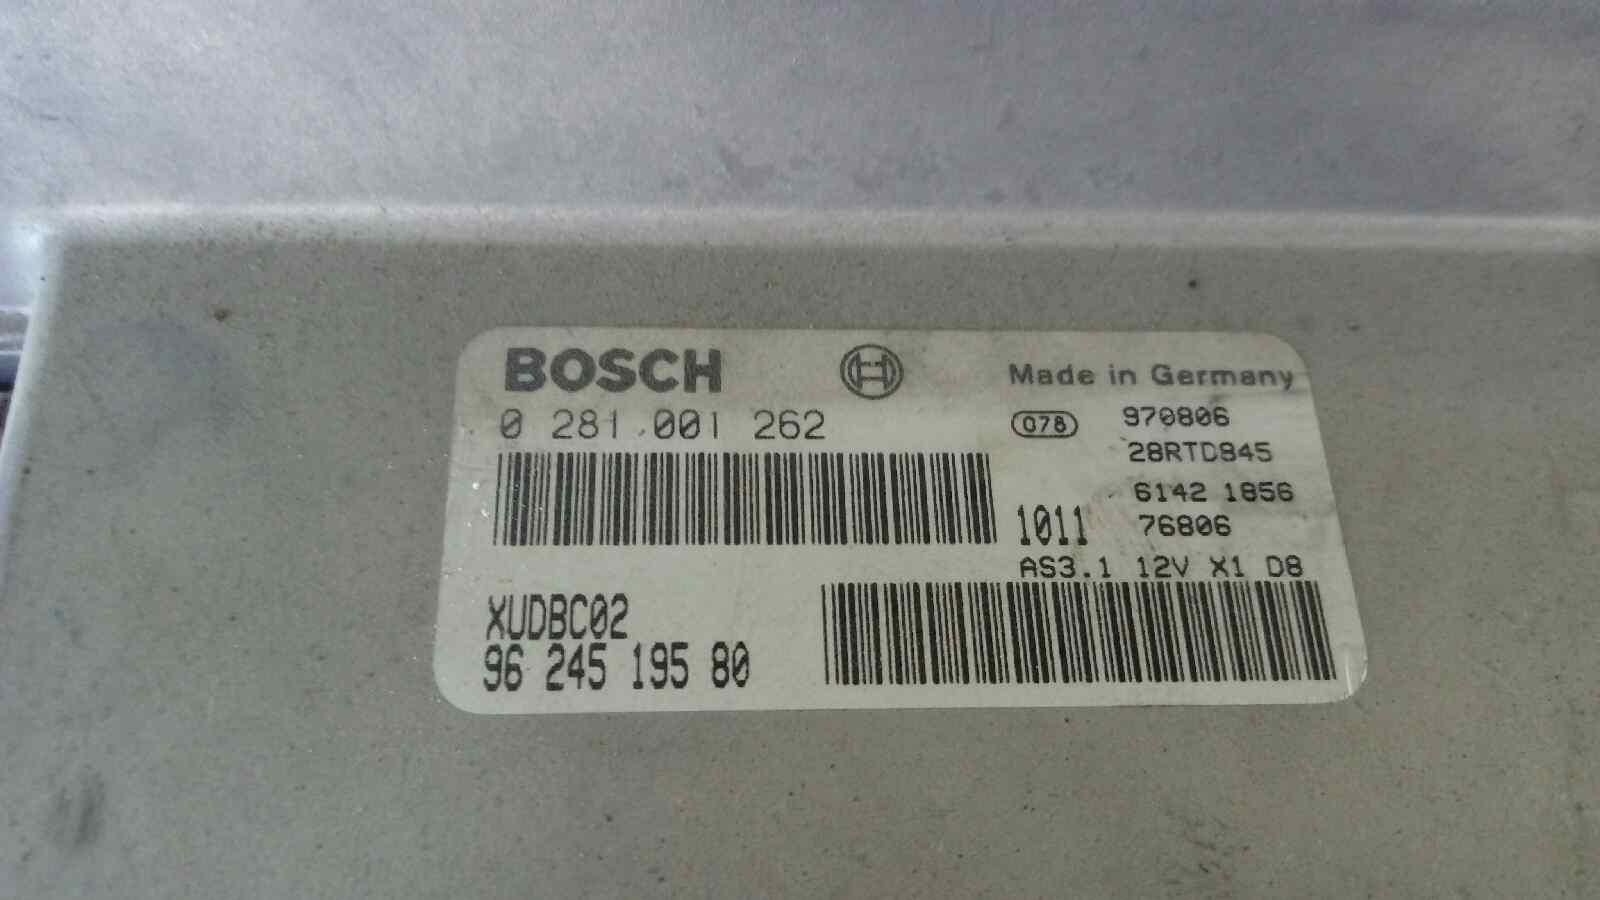 BOSCH
Made in Germany
0 281 001 262
078
970806
28RTD845
6142 1856
1011
76806
AS3.1 12V X1 D8
XUDBC02
96 245 195 80